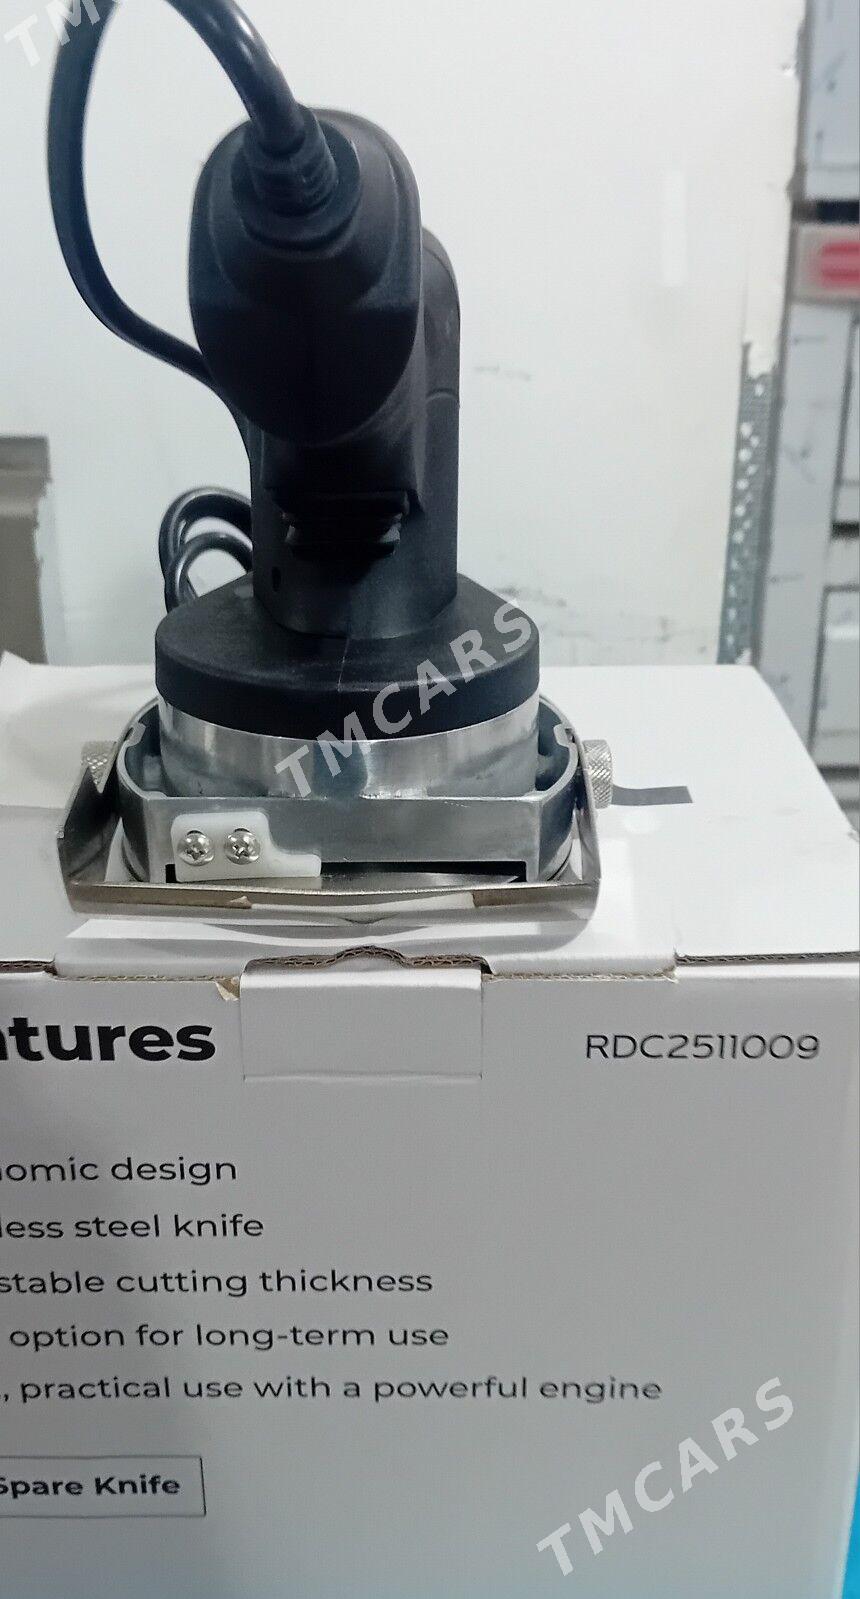 TMCARS
TMCARS
atures
RDC2511009
nomic design
less steel knife
stable cutting thickness
option for long-term use
, practical use with a powerful engine
Spare Knife
TMCARS